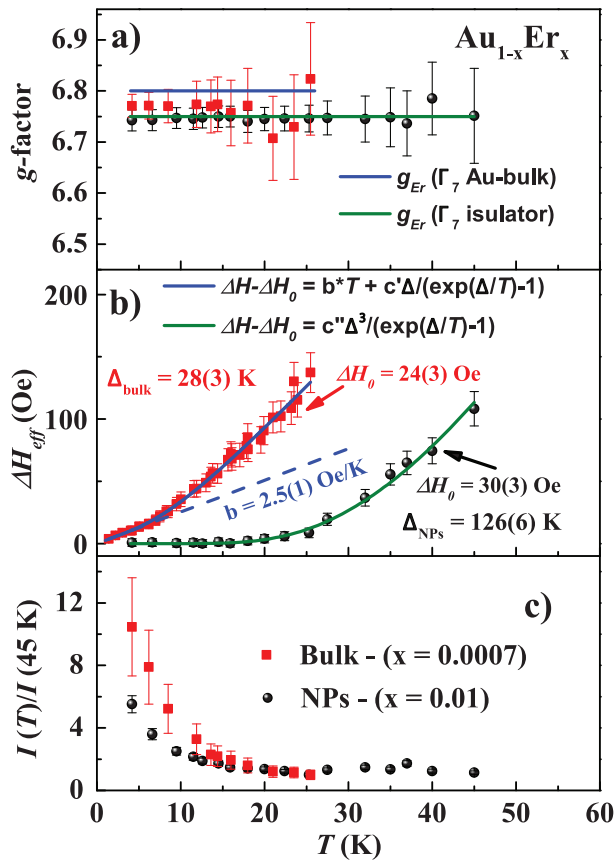 a)
Au1-xErx
6.9
6.8
6.7
6.6
6.5
g-factor
gEr (Γ7 Au-bulk)
gEr (Γ7 isulator)
b)
ΔH-ΔH0 = b*T + c'Δ/(exp(Δ/T)-1)
ΔH-ΔH0 = c''Δ³/(exp(Δ/T)-1)
200
100
0
ΔHeff (Oe)
Δbulk = 28(3) K
ΔH0 = 24(3) Oe
b = 2.5(1) Oe/K
ΔH0 = 30(3) Oe
ΔNPs = 126(6) K
c)
12
8
4
0
I (T)/I (45 K)
Bulk - (x = 0.0007)
NPs - (x = 0.01)
0 10 20 30 40 50 60
T (K)